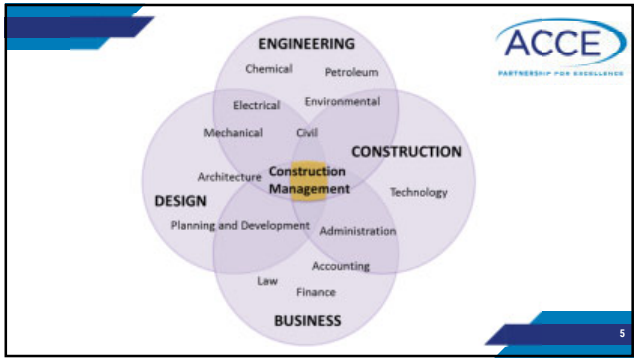 ENGINEERING
ACCE
PARTNERSHIP FOR EXCELLENCE
Chemical
Petroleum
Electrical
Environmental
Mechanical
Civil
CONSTRUCTION
Architecture
Construction
Management
Technology
DESIGN
Planning and Development
Administration
Accounting
Law
Finance
BUSINESS
5